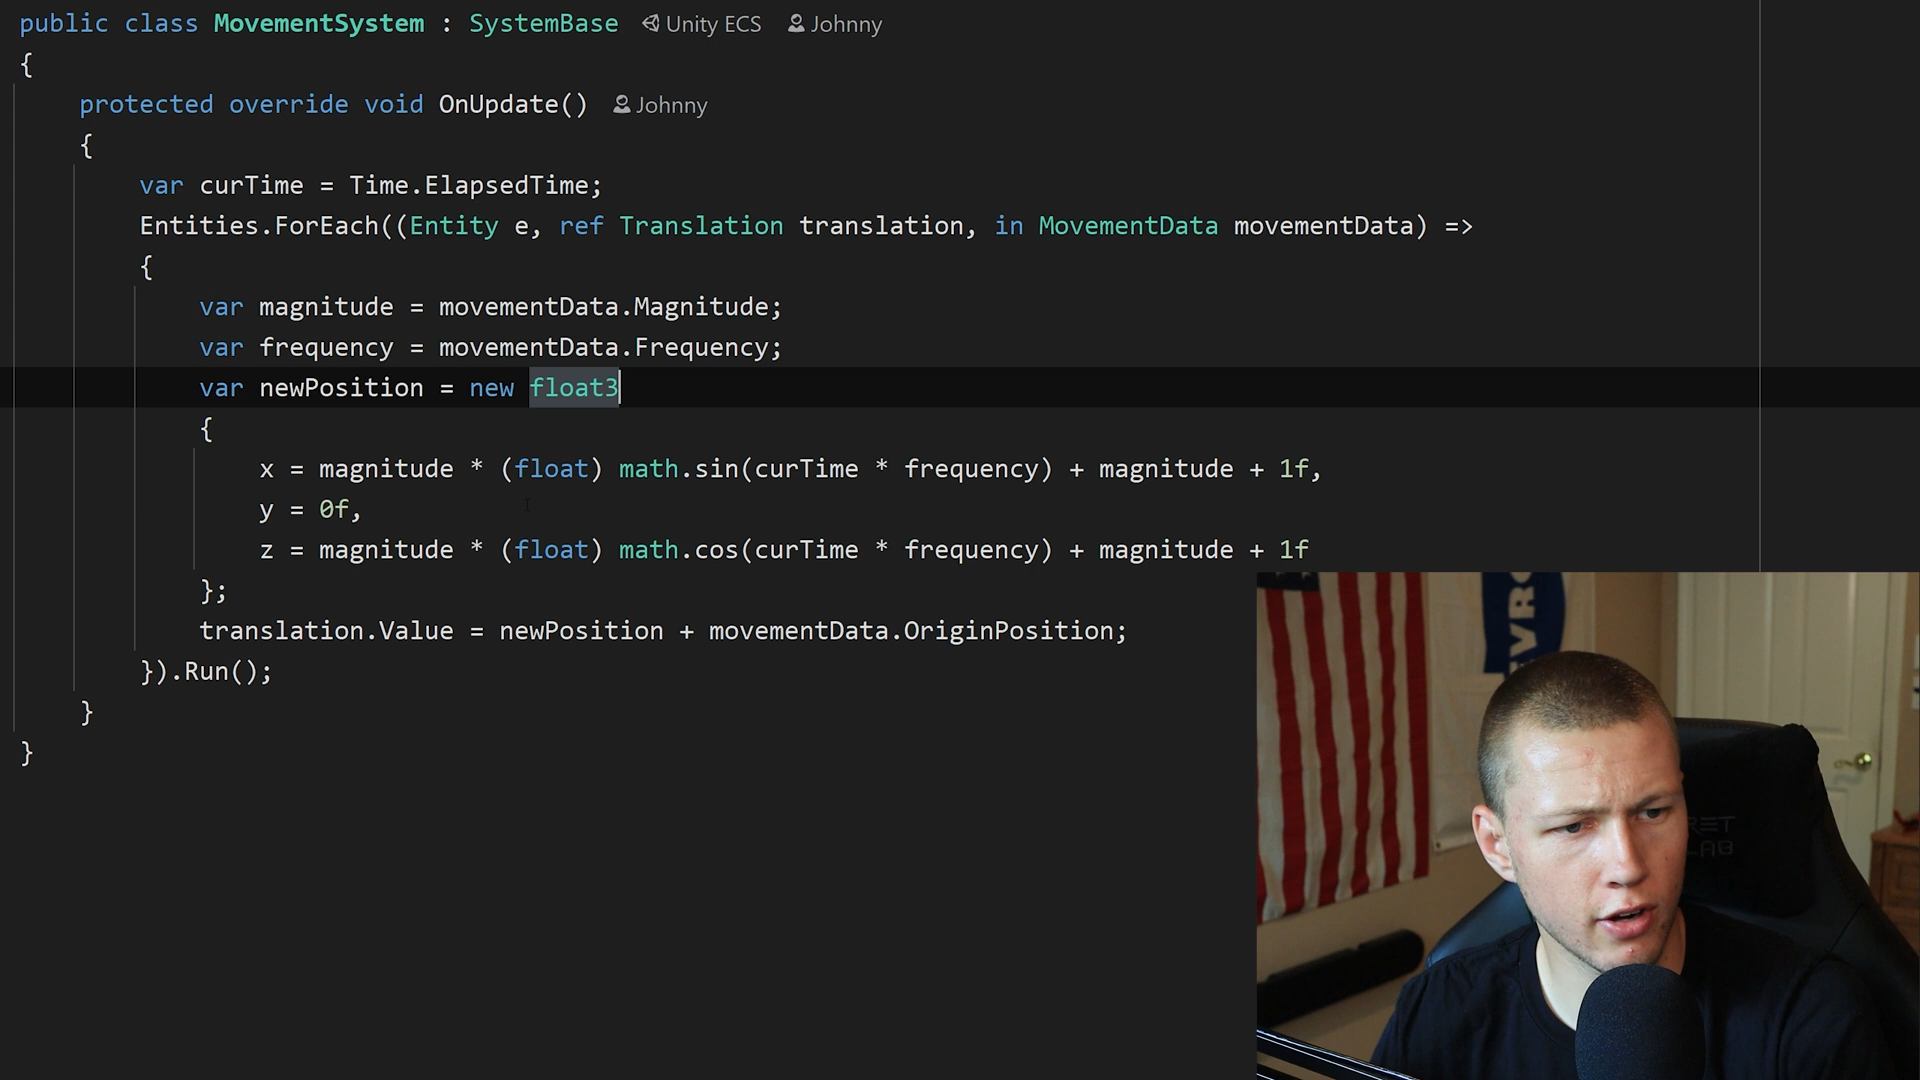 public class MovementSystem : SystemBase Unity ECS Johnny
{
protected override void OnUpdate() Johnny
{
var curTime = Time.ElapsedTime;
Entities.ForEach((Entity e, ref Translation translation, in MovementData movementData) =>
{
var magnitude = movementData.Magnitude;
var frequency = movementData.Frequency;
var newPosition = new float3
{
x = magnitude * (float) math.sin(curTime * frequency) + magnitude + 1f,
y = 0f,
z = magnitude * (float) math.cos(curTime * frequency) + magnitude + 1f
};
translation.Value = newPosition + movementData.OriginPosition;
}).Run();
}
}